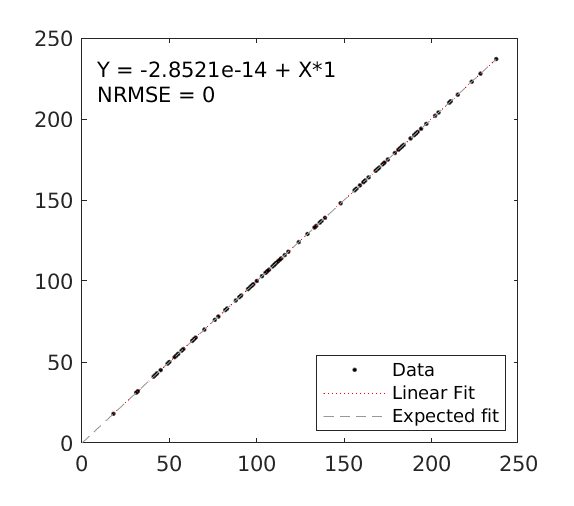 Y = -2.8521e-14 + X*1
NRMSE = 0
250
200
150
100
50
0
Data
Linear Fit
Expected fit
0 50 100 150 200 250